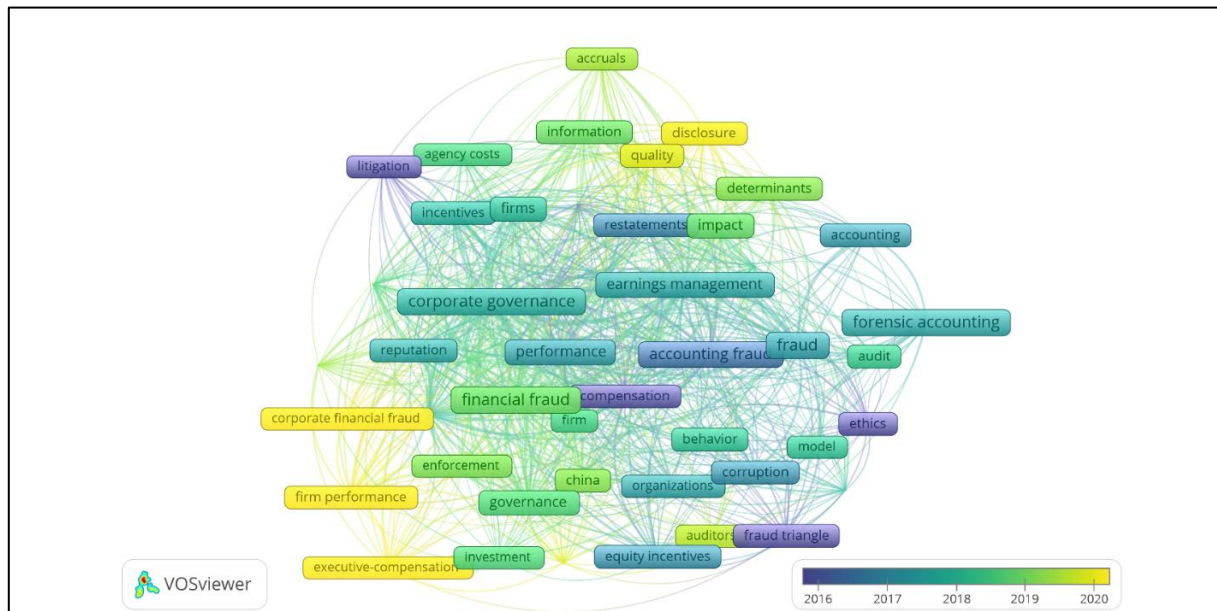 accruals
information
disclosure
quality
agency costs
litigation
determinants
incentives
firms
restatements
impact
accounting
earnings management
corporate governance
forensic accounting
fraud
reputation
performance
accounting fraud
audit
compensation
financial fraud
corporate financial fraud
firm
ethics
behavior
model
enforcement
corruption
china
organizations
firm performance
governance
auditors
fraud triangle
investment
equity incentives
executive-compensation
VOSviewer
2016 2017 2018 2019 2020